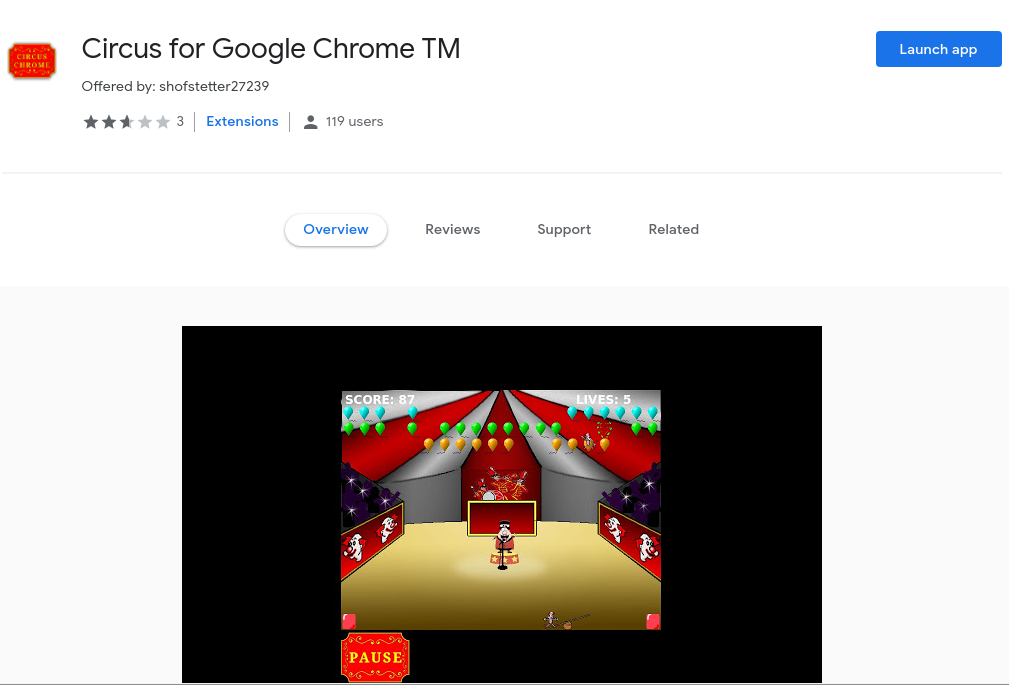 CIRCUS
CHROME
Circus for Google Chrome TM
Launch app
Offered by: shofstetter27239
3
Extensions
119 users
Overview
Reviews
Support
Related
SCORE: 87
LIVES: 5
PAUSE